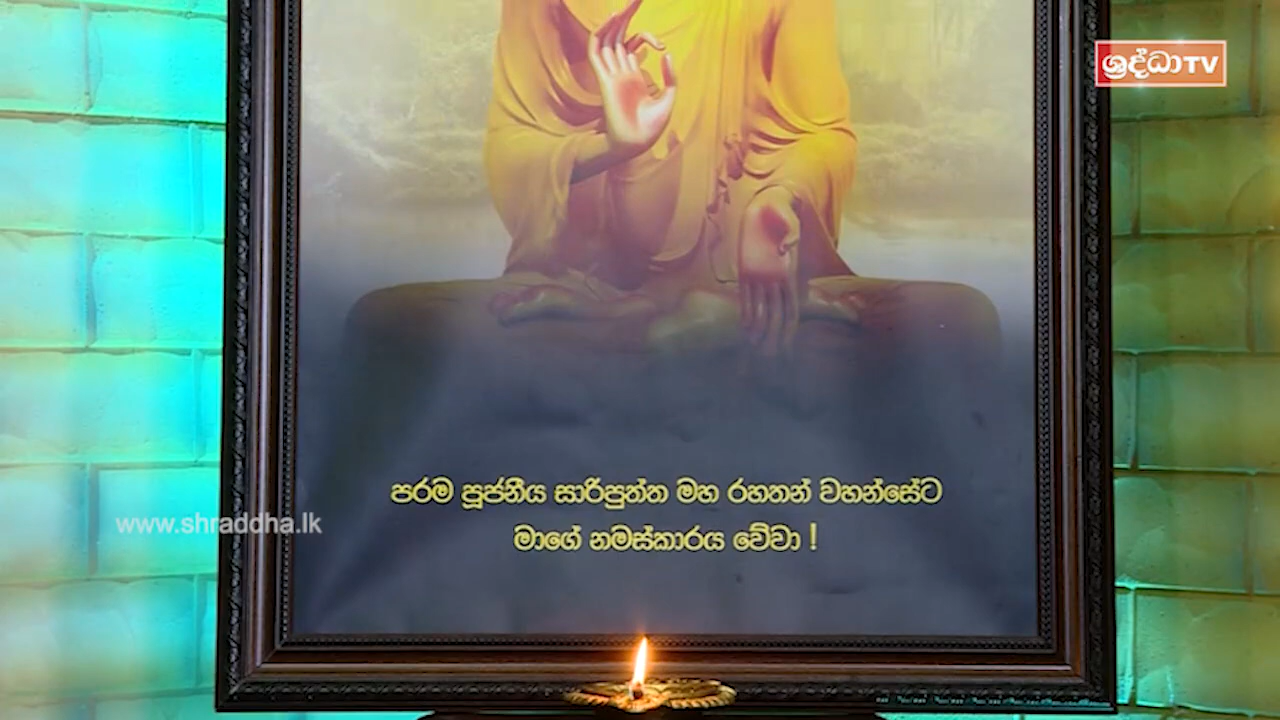 ශ්‍රද්ධාTV
පරම පූජනීය සාරිපුත්ත මහ රහතන් වහන්සේට
www.shraddha.lk
මාගේ නමස්කාරය වේවා !